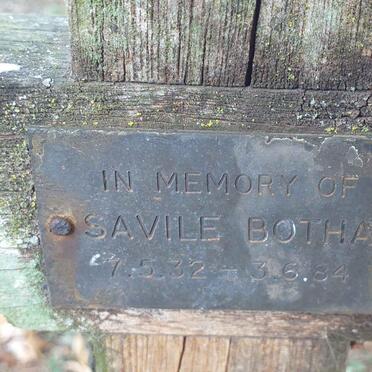 IN MEMORY OF
SAVILE BOTHA
7.5.32 - 3.6.84